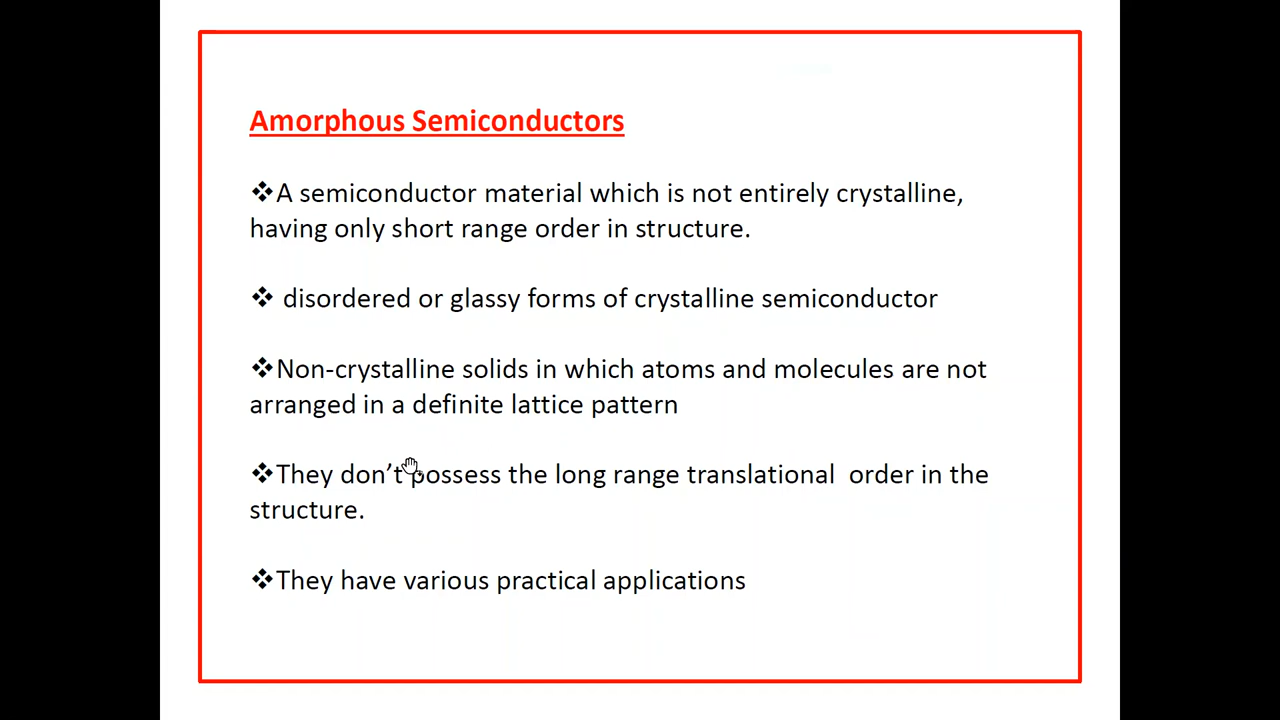 Amorphous Semiconductors
❖A semiconductor material which is not entirely crystalline,
having only short range order in structure.
❖ disordered or glassy forms of crystalline semiconductor
❖Non-crystalline solids in which atoms and molecules are not
arranged in a definite lattice pattern
❖They don’t possess the long range translational  order in the
structure.
❖They have various practical applications